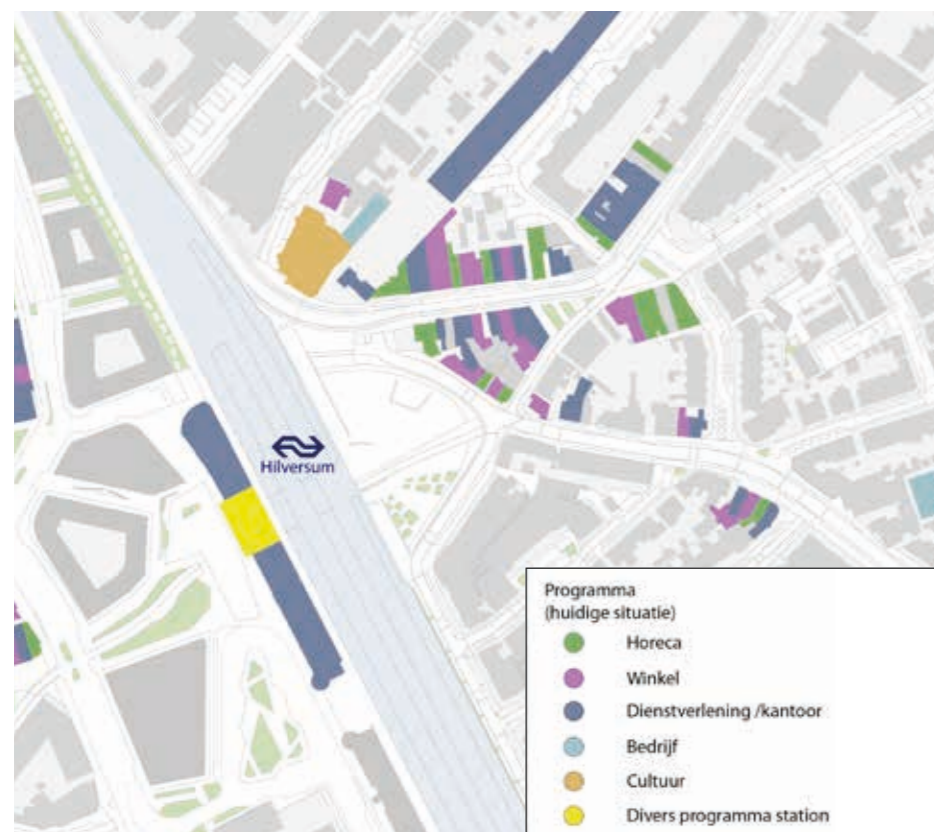 Hilversum
Programma
(huidige situatie)
Horeca
Winkel
Dienstverlening /kantoor
Bedrijf
Cultuur
Divers programma station